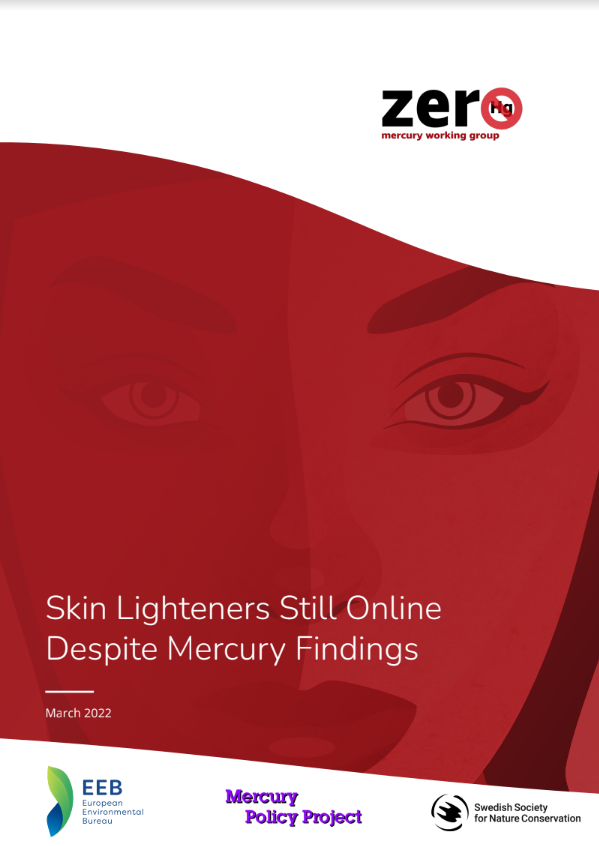 zero
Hg
mercury working group
Skin Lighteners Still Online
Despite Mercury Findings
March 2022
EEB
European
Environmental
Bureau
Mercury
Policy Project
Swedish Society
for Nature Conservation